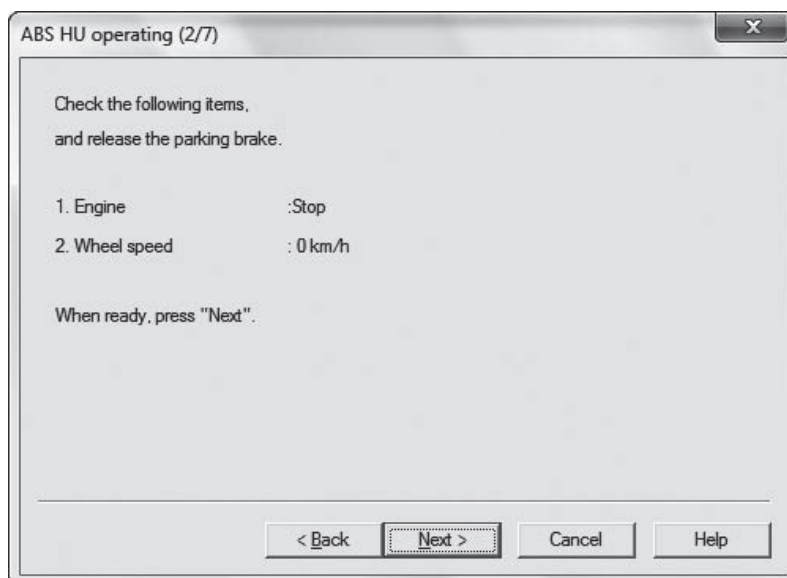 ABS HU operating (2/7)
X
Check the following items,
and release the parking brake.
1. Engine :Stop
2. Wheel speed : 0 km/h
When ready, press "Next".
< Back Next > Cancel Help